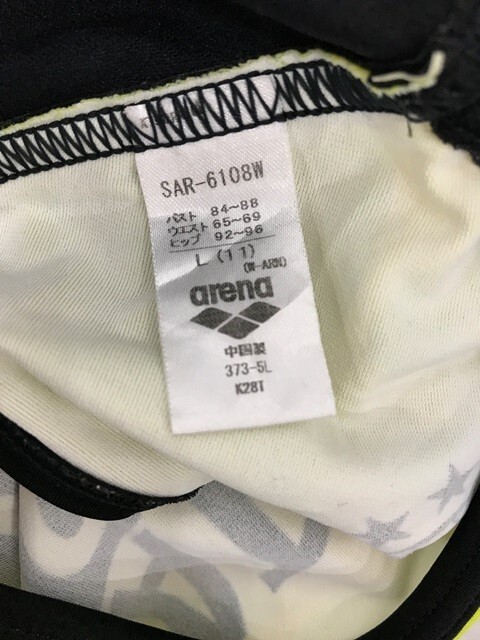 SAR-6108W
バスト 84~88
ウエスト 65~69
ヒップ 92~96
L (11)
(W-ARN)
arena
中国製
373-5L
K28T